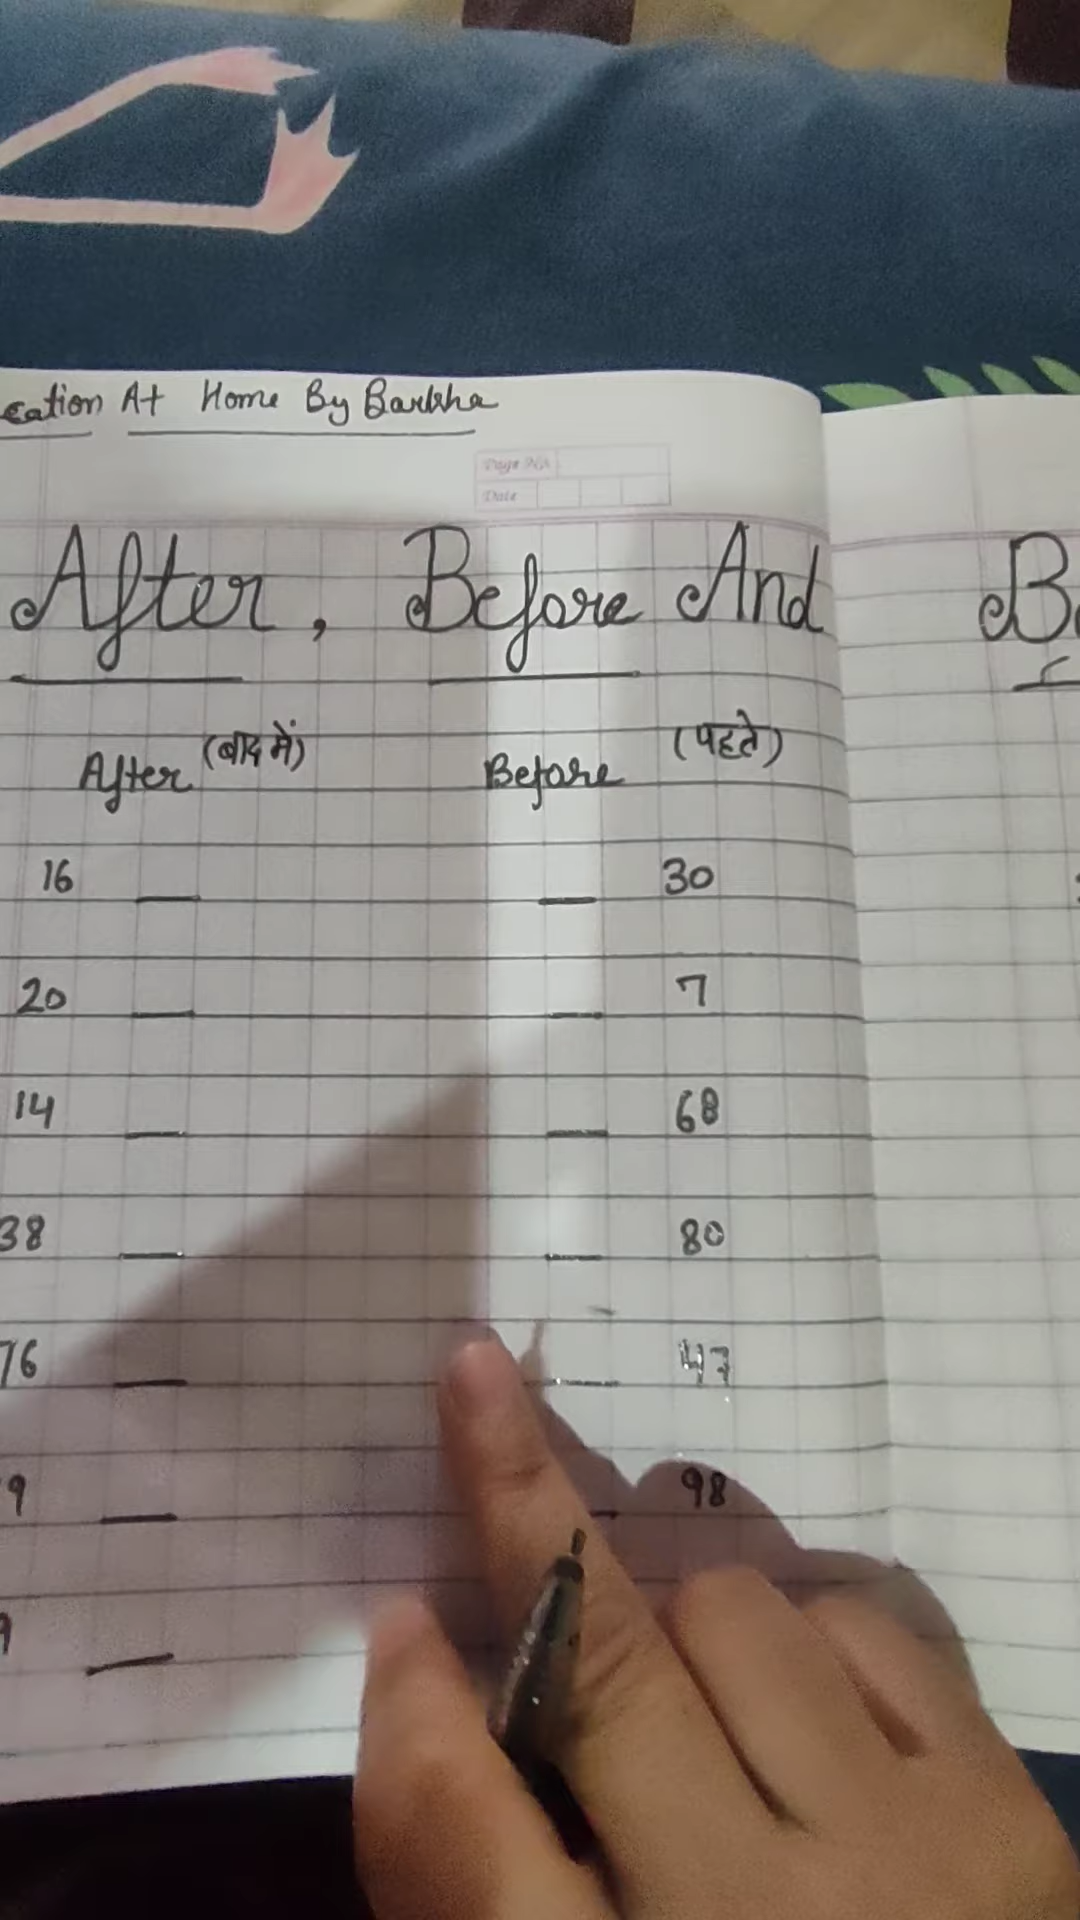 cation At Home By Barkha
Page No.
Date
After, Before And
After (बाद में) Before (पहले)
16 __ __ 30
20 __ __ 7
14 __ __ 68
38 __ __ 80
76 __ __ 47
9 __ __ 98
9 __